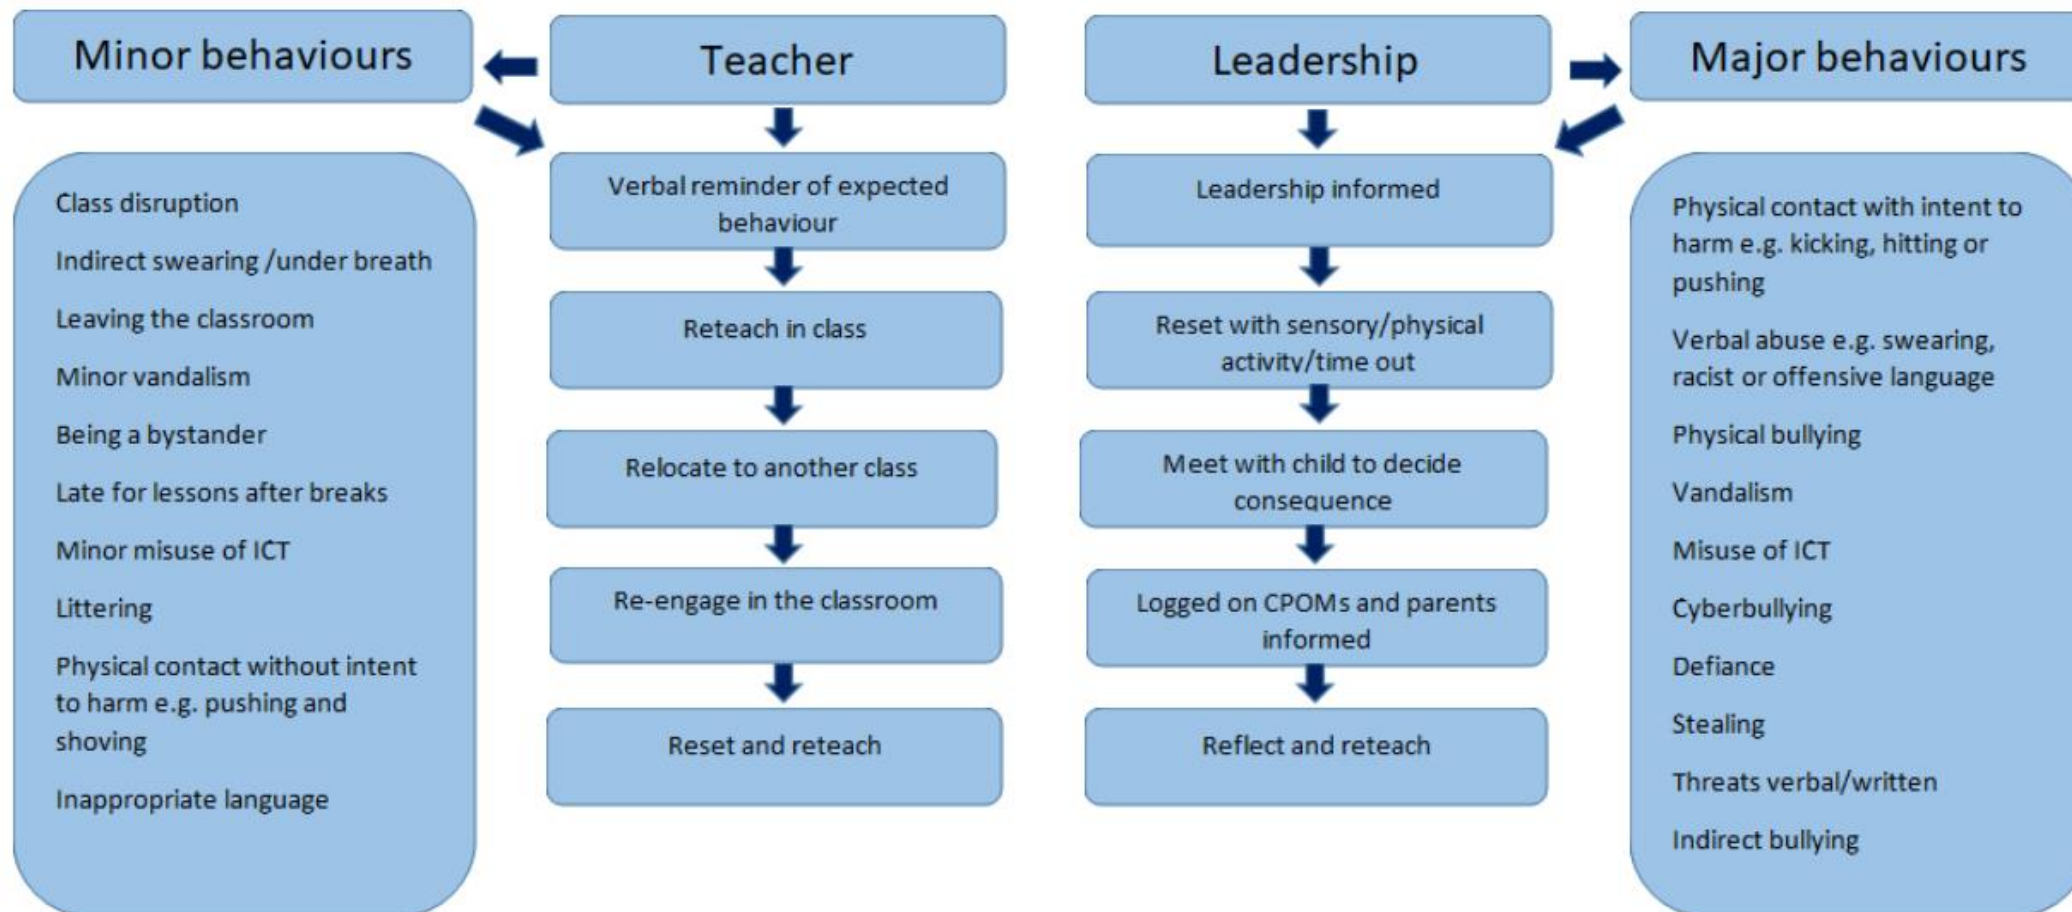 Minor behaviours
Class disruption
Indirect swearing /under breath
Leaving the classroom
Minor vandalism
Being a bystander
Late for lessons after breaks
Minor misuse of ICT
Littering
Physical contact without intent
to harm e.g. pushing and
shoving
Inappropriate language
Teacher
Verbal reminder of expected
behaviour
Reteach in class
Relocate to another class
Re-engage in the classroom
Reset and reteach
Leadership
Leadership informed
Reset with sensory/physical
activity/time out
Meet with child to decide
consequence
Logged on CPOMs and parents
informed
Reflect and reteach
Major behaviours
Physical contact with intent to
harm e.g. kicking, hitting or
pushing
Verbal abuse e.g. swearing,
racist or offensive language
Physical bullying
Vandalism
Misuse of ICT
Cyberbullying
Defiance
Stealing
Threats verbal/written
Indirect bullying